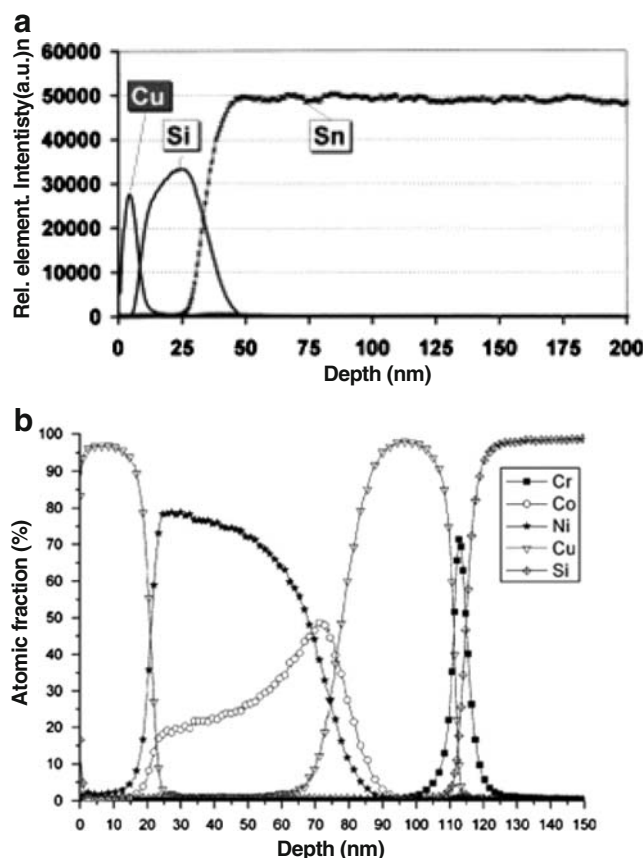 a
Rel. element. Intentisty(a.u.)n
60000
50000
40000
30000
20000
10000
0
Cu
Si
Sn
0 25 50 75 100 125 150 175 200
Depth (nm)
b
Atomic fraction (%)
100
90
80
70
60
50
40
30
20
10
0
Cr
Co
Ni
Cu
Si
0 10 20 30 40 50 60 70 80 90 100 110 120 130 140 150
Depth (nm)